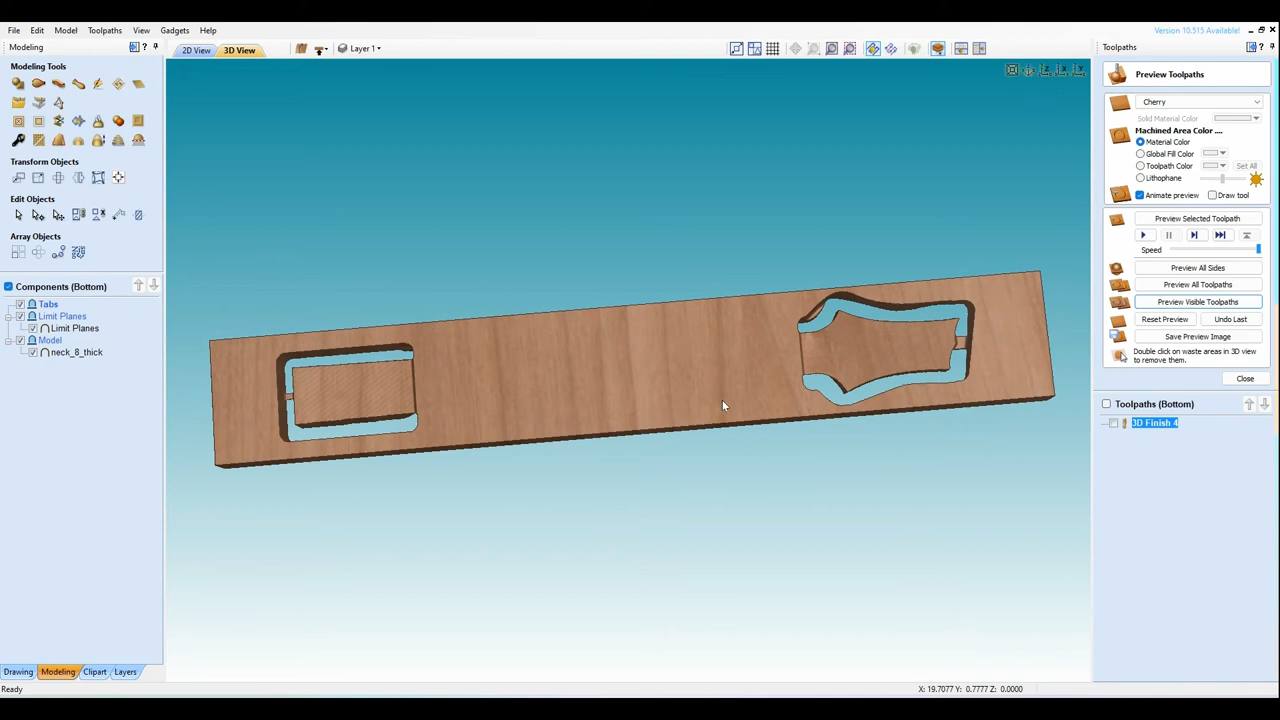 Version 10.515 Available!
File Edit Model Toolpaths View Gadgets Help
Modeling ?
2D View 3D View Layer 1
Toolpaths ?
Modeling Tools
Transform Objects
Edit Objects
Array Objects
Components (Bottom)
Tabs
Limit Planes
Limit Planes
Model
neck_8_thick
Drawing Modeling Clipart Layers
Ready
X: 19.7077 Y: 0.7777 Z: 0.0000
Preview Toolpaths
Cherry
Solid Material Color
Machined Area Color ....
Material Color
Global Fill Color
Toolpath Color Set All
Lithophane
Animate preview Draw tool
Preview Selected Toolpath
Speed
Preview All Sides
Preview All Toolpaths
Preview Visible Toolpaths
Reset Preview Undo Last
Save Preview Image
Double click on waste areas in 3D view
to remove them.
Close
Toolpaths (Bottom)
3D Finish 4